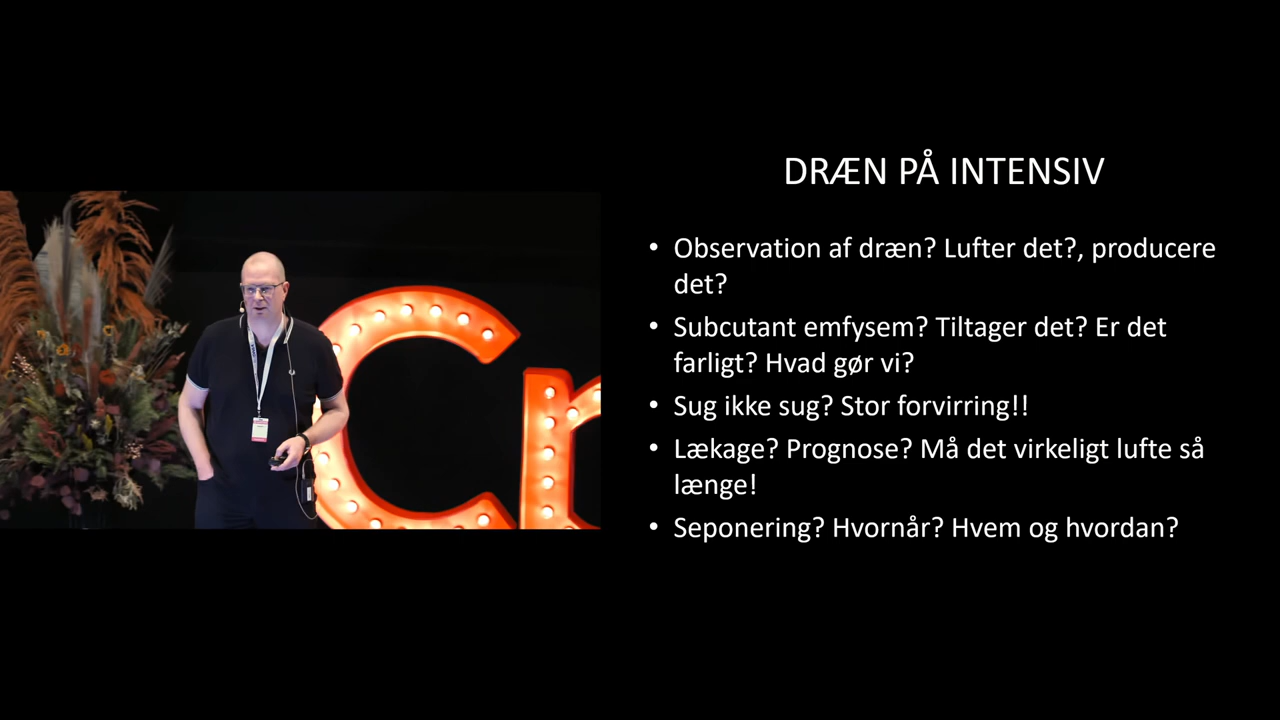 DRÆN PÅ INTENSIV
• Observation af dræn? Lufter det?, producere
det?
• Subcutant emfysem? Tiltager det? Er det
farligt? Hvad gør vi?
• Sug ikke sug? Stor forvirring!!
• Lækage? Prognose? Må det virkeligt lufte så
længe!
• Seponering? Hvornår? Hvem og hvordan?